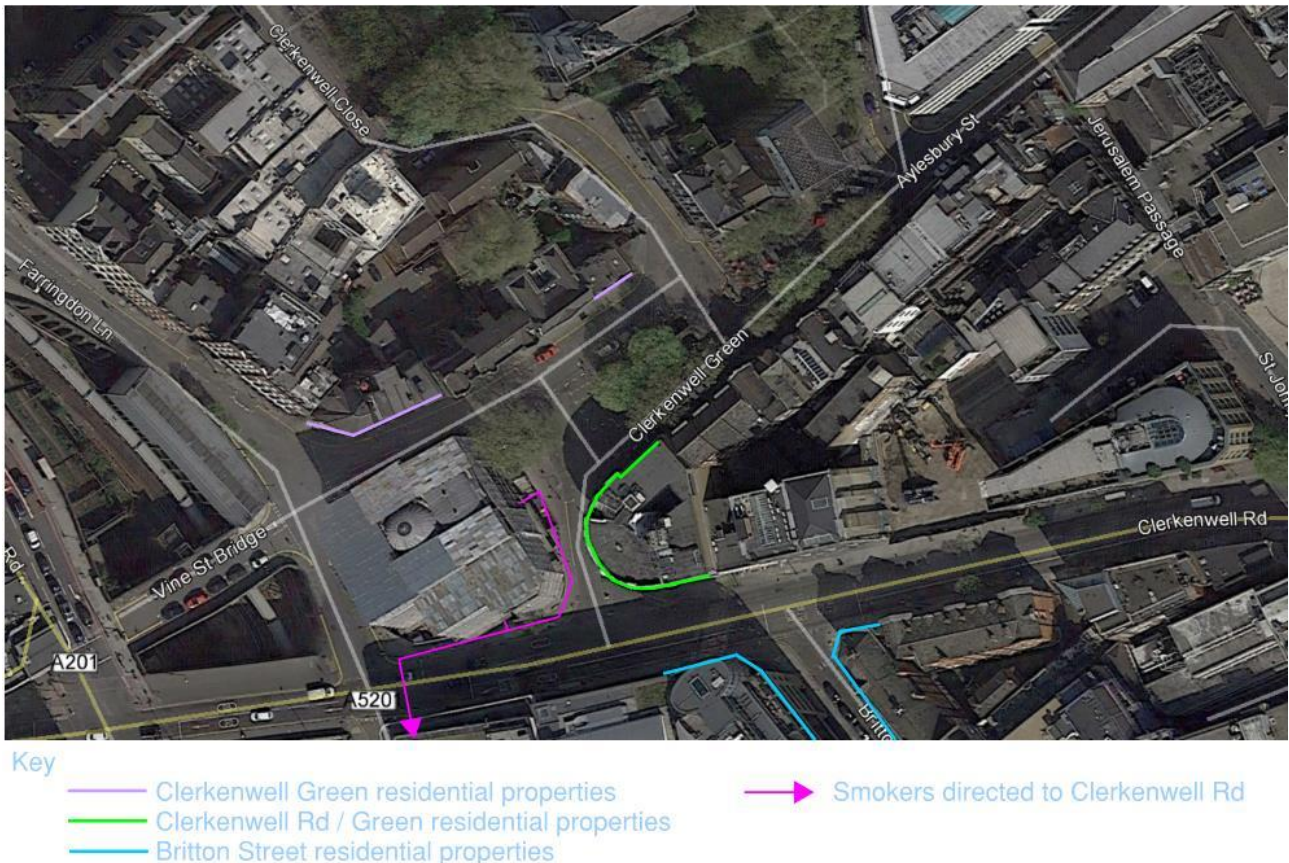 Clerkenwell Close
Aylesbury St
Jerusalem Passage
Farringdon Ln
Clerkenwell Green
St John
Vine St Bridge
Clerkenwell Rd
Rd
A201
A520
Britto
Key
Clerkenwell Green residential properties
Clerkenwell Rd / Green residential properties
Britton Street residential properties
Smokers directed to Clerkenwell Rd